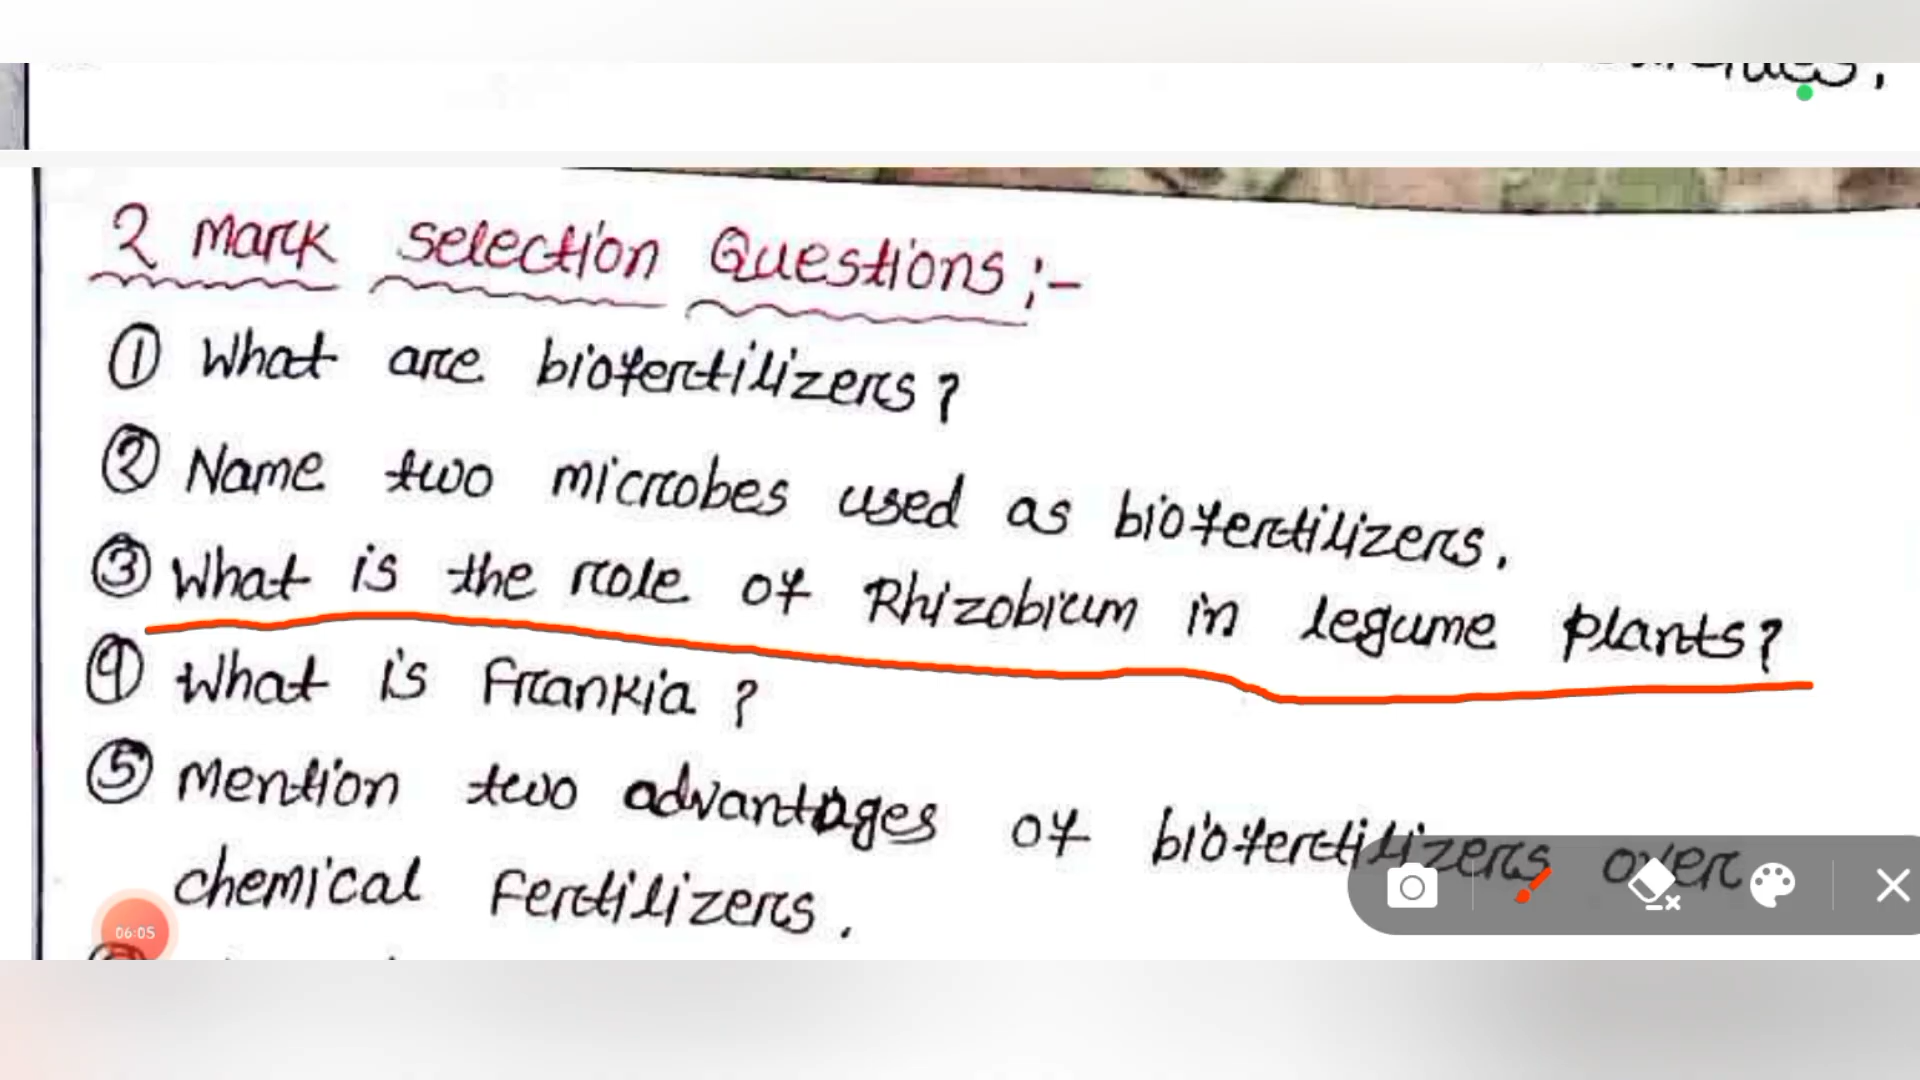 2 Mark selection Questions :-
① What are biofertilizers?
② Name two microbes used as biofertilizers.
③ What is the role of Rhizobium in legume plants?
④ What is Frankia ?
⑤ Mention two advantages of biofertilizers over
chemical Fertilizers.
06:05